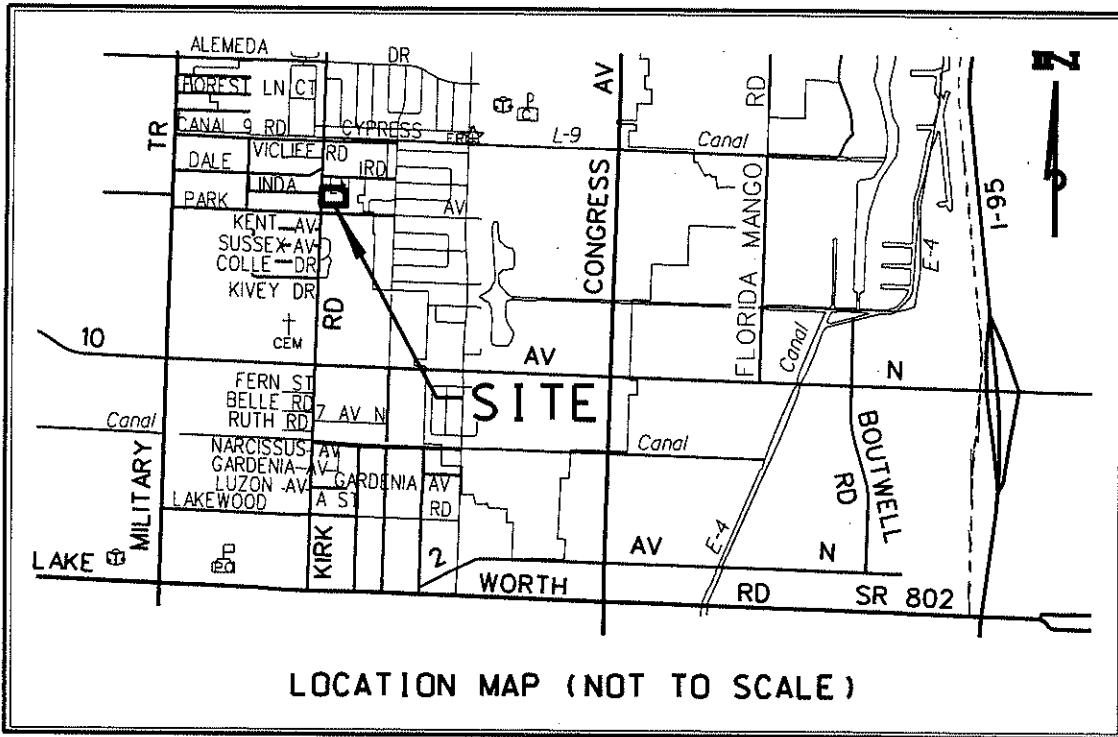 ALEMEDA DR
FOREST LN CT
CANAL 9 RD
CYPRESS
L-9
Canal
TR
DALE
VICLIFF RD
IRD
INDA LN
PARK
AV
KENT AV
SUSSEX AV
COLLE DR
KIVEY DR
RD
CEM
10
AV
N
CONGRESS
AV
FLORIDA MANGO
RD
E-4
I-95
N
Canal
SITE
FERN ST
BELLE RD
RUTH RD
7 AV N
Canal
Canal
NARCISSUS AV
GARDENIA AV
GARDENIA AV
LUZON AV
LAKEWOOD
A ST
RD
MILITARY
KIRK
BOUTWELL
RD
E-4
2
AV
N
LAKE
WORTH
RD
SR 802
P
C
LOCATION MAP (NOT TO SCALE)